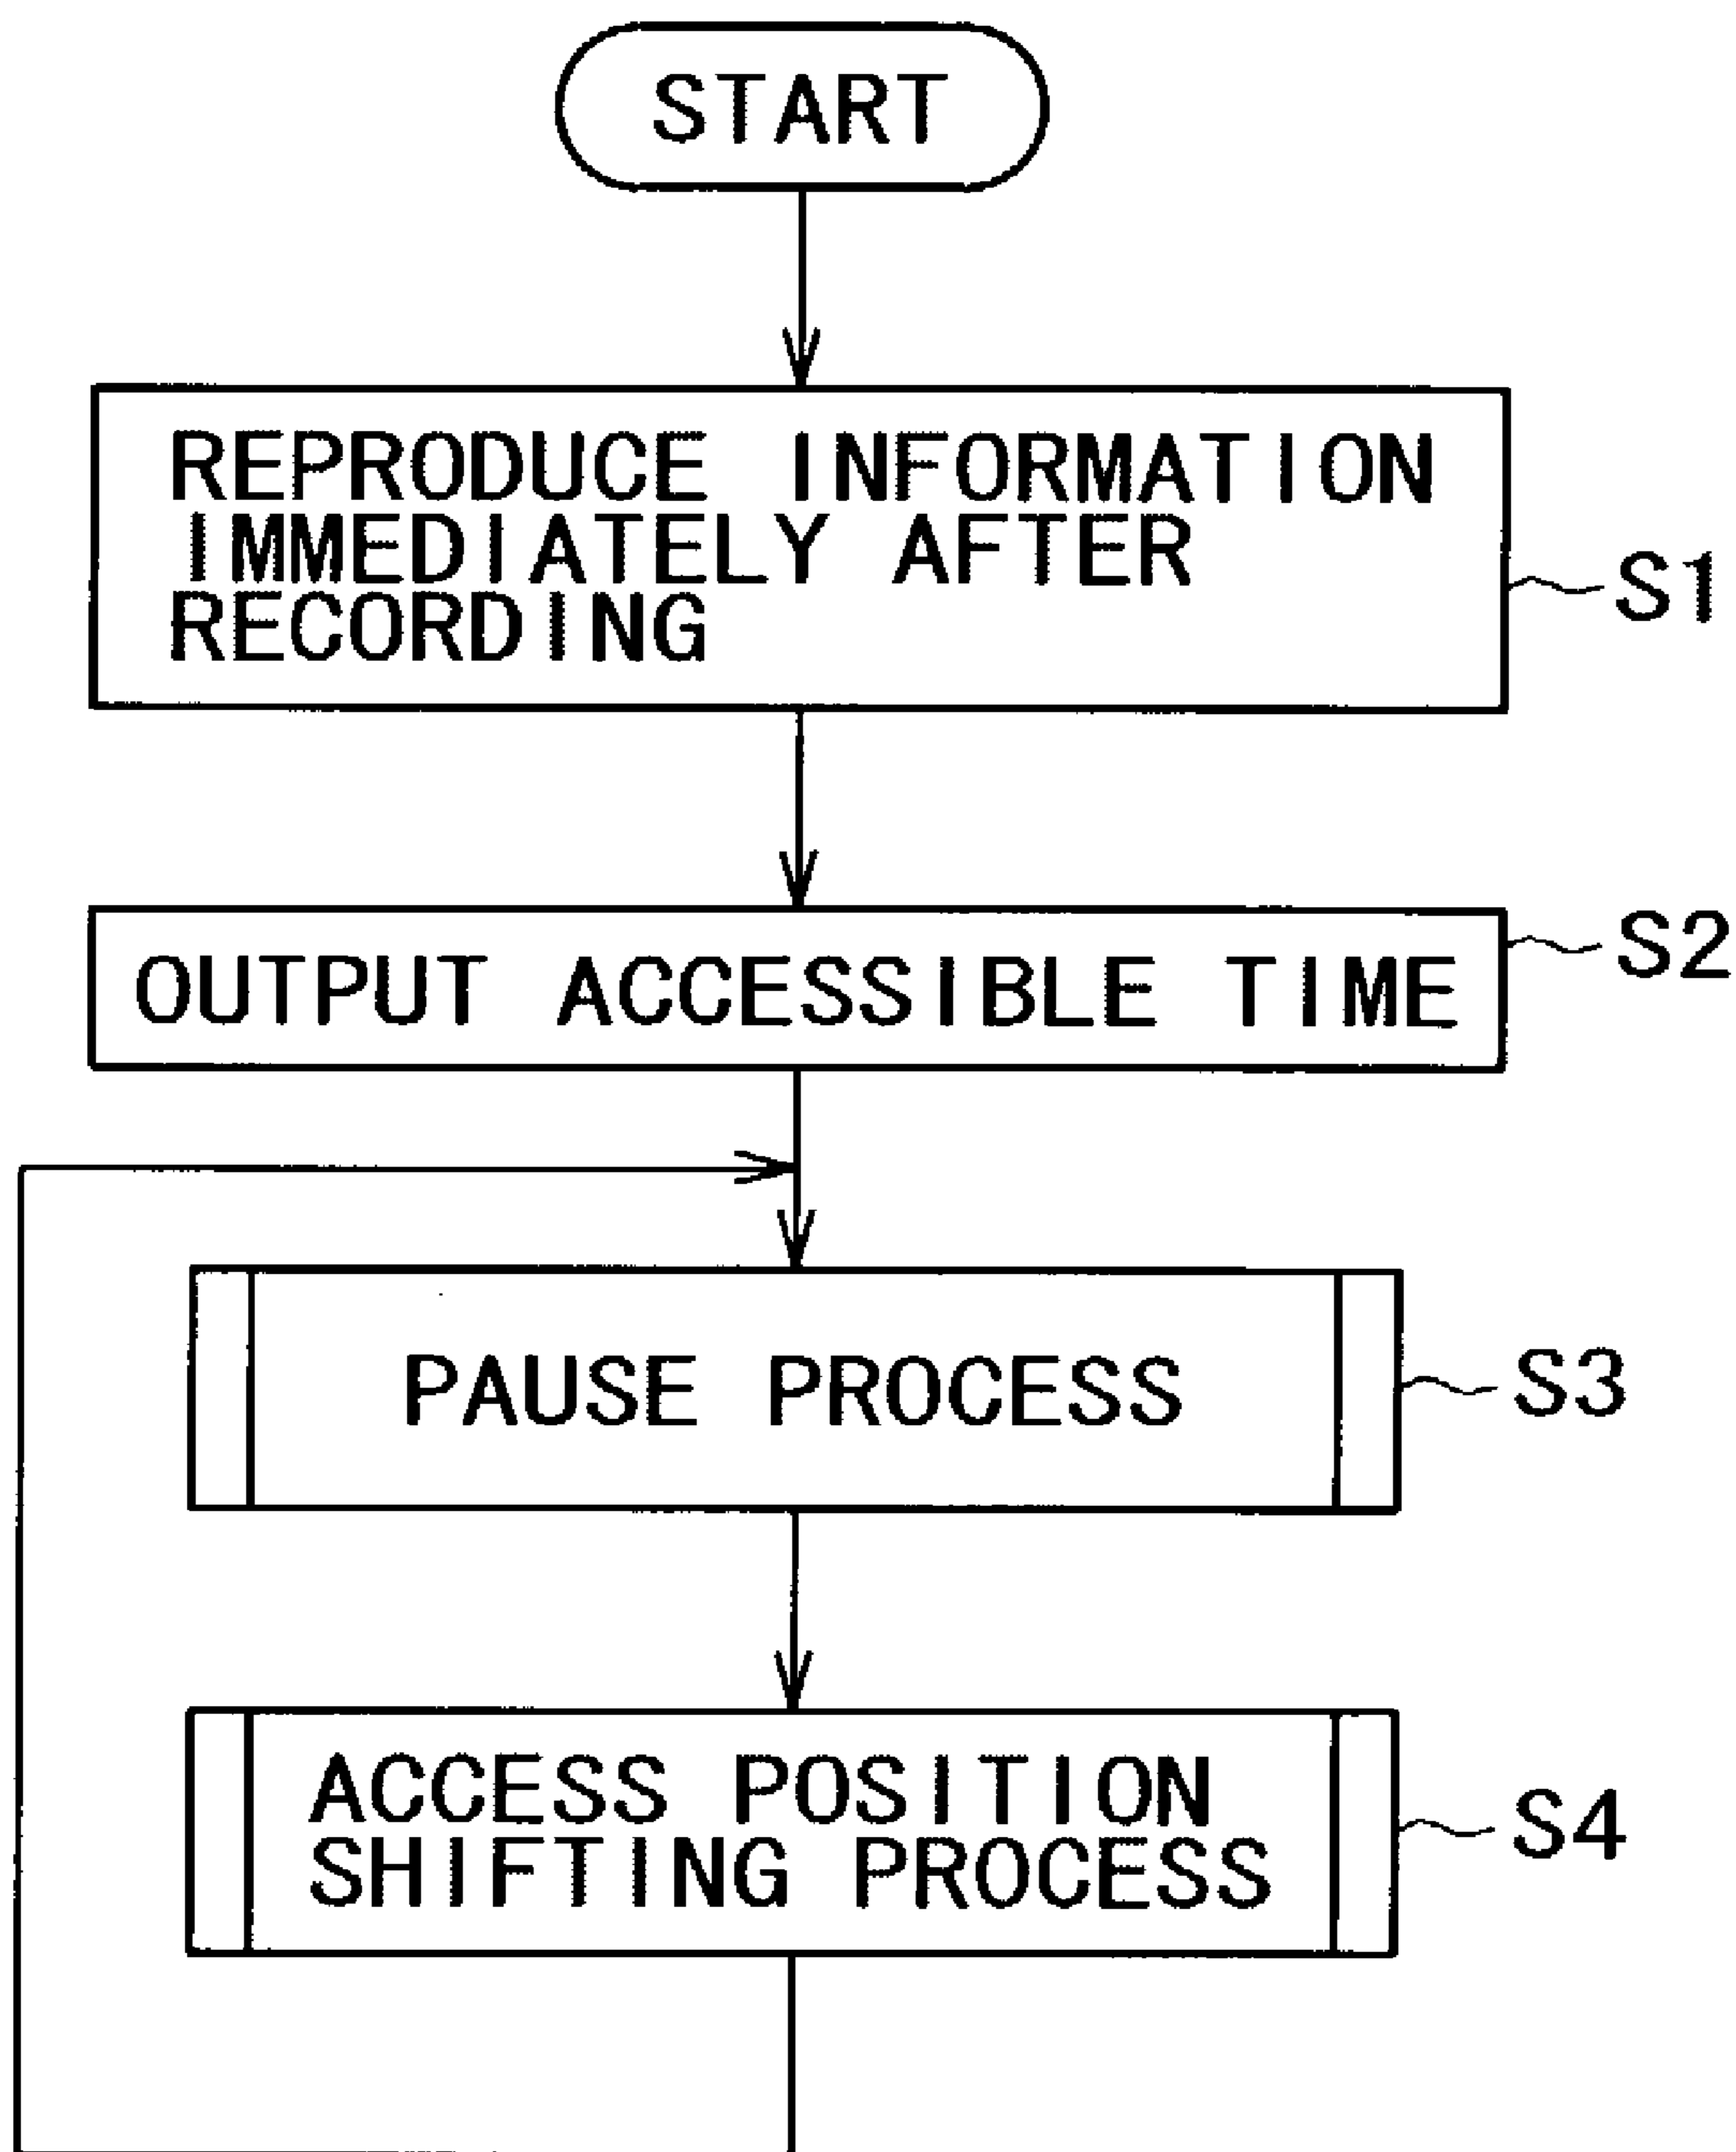 START
REPRODUCE INFORMATION
IMMEDIATELY AFTER
RECORDING
S1
OUTPUT ACCESSIBLE TIME
S2
PAUSE PROCESS
S3
ACCESS POSITION
SHIFTING PROCESS
S4